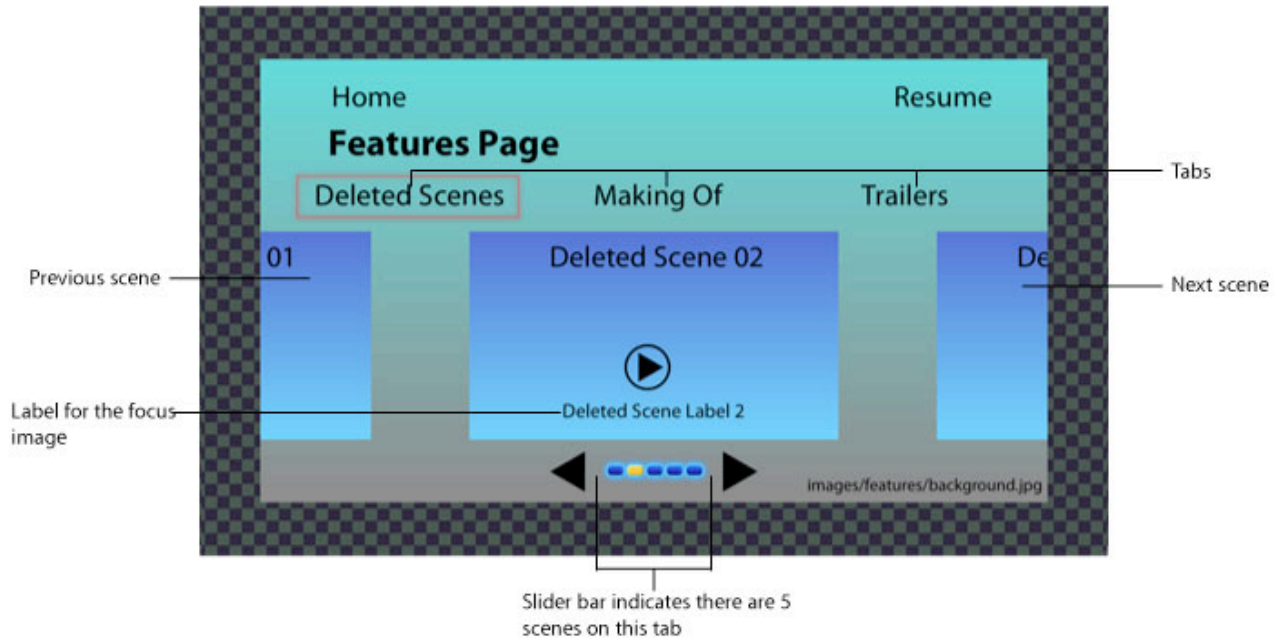 Home
Resume
Features Page
Tabs
Deleted Scenes
Making Of
Trailers
01
Deleted Scene 02
De
Previous scene
Next scene
Label for the focus
image
Deleted Scene Label 2
images/features/background.jpg
Slider bar indicates there are 5
scenes on this tab